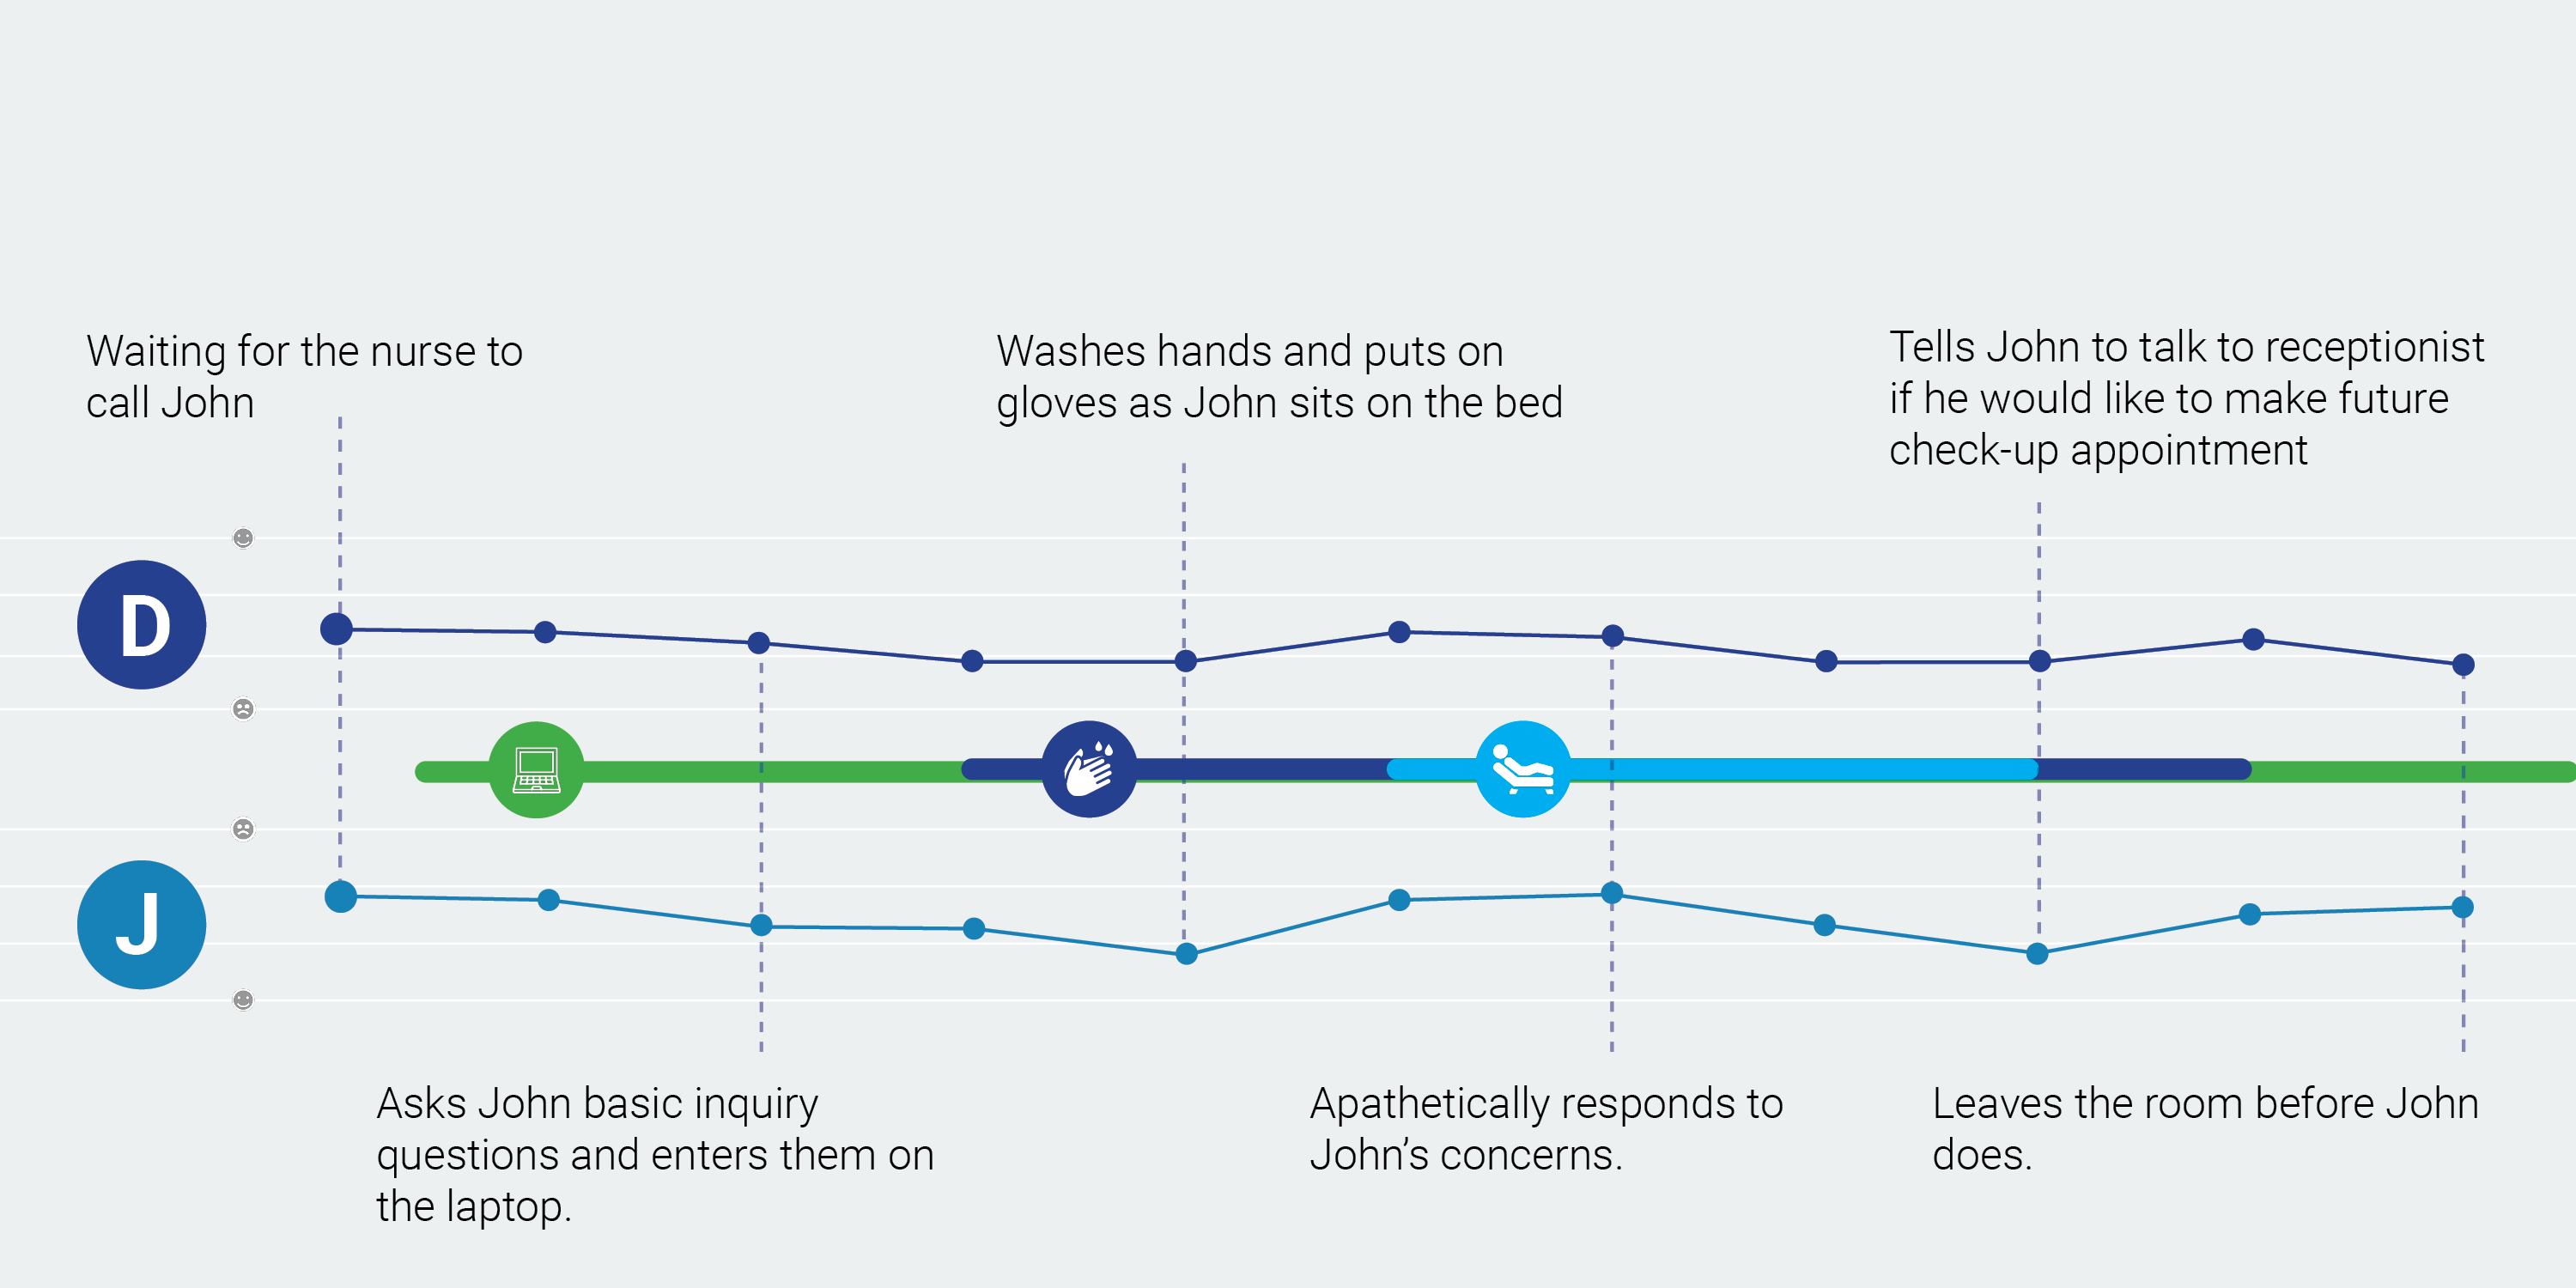 Waiting for the nurse to
call John
Washes hands and puts on
gloves as John sits on the bed
Tells John to talk to receptionist
if he would like to make future
check-up appointment
D
J
Asks John basic inquiry
questions and enters them on
the laptop.
Apathetically responds to
John’s concerns.
Leaves the room before John
does.